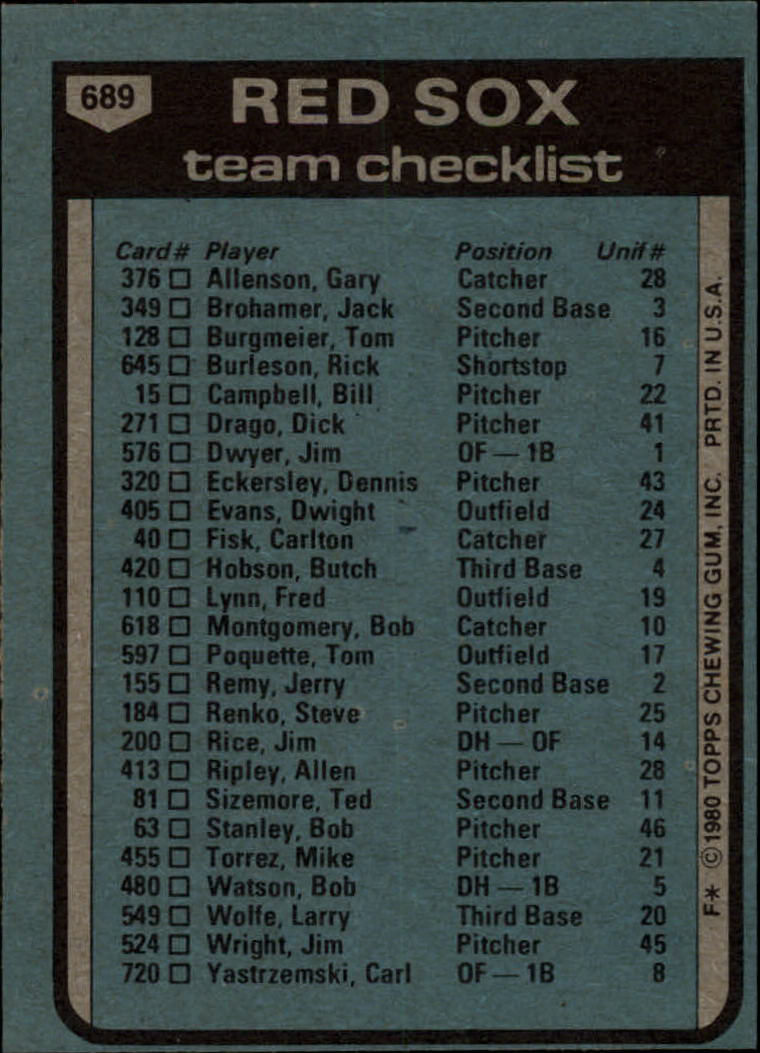 689
RED SOX
team checklist
Card# Player Position Unif#
376 □ Allenson, Gary Catcher 28
349 □ Brohamer, Jack Second Base 3
128 □ Burgmeier, Tom Pitcher 16
645 □ Burleson, Rick Shortstop 7
15 □ Campbell, Bill Pitcher 22
271 □ Drago, Dick Pitcher 41
576 □ Dwyer, Jim OF — 1B 1
320 □ Eckersley, Dennis Pitcher 43
405 □ Evans, Dwight Outfield 24
40 □ Fisk, Carlton Catcher 27
420 □ Hobson, Butch Third Base 4
110 □ Lynn, Fred Outfield 19
618 □ Montgomery, Bob Catcher 10
597 □ Poquette, Tom Outfield 17
155 □ Remy, Jerry Second Base 2
184 □ Renko, Steve Pitcher 25
200 □ Rice, Jim DH — OF 14
413 □ Ripley, Allen Pitcher 28
81 □ Sizemore, Ted Second Base 11
63 □ Stanley, Bob Pitcher 46
455 □ Torrez, Mike Pitcher 21
480 □ Watson, Bob DH — 1B 5
549 □ Wolfe, Larry Third Base 20
524 □ Wright, Jim Pitcher 45
720 □ Yastrzemski, Carl OF — 1B 8
F* © 1980 TOPPS CHEWING GUM, INC. PRTD. IN U.S.A.